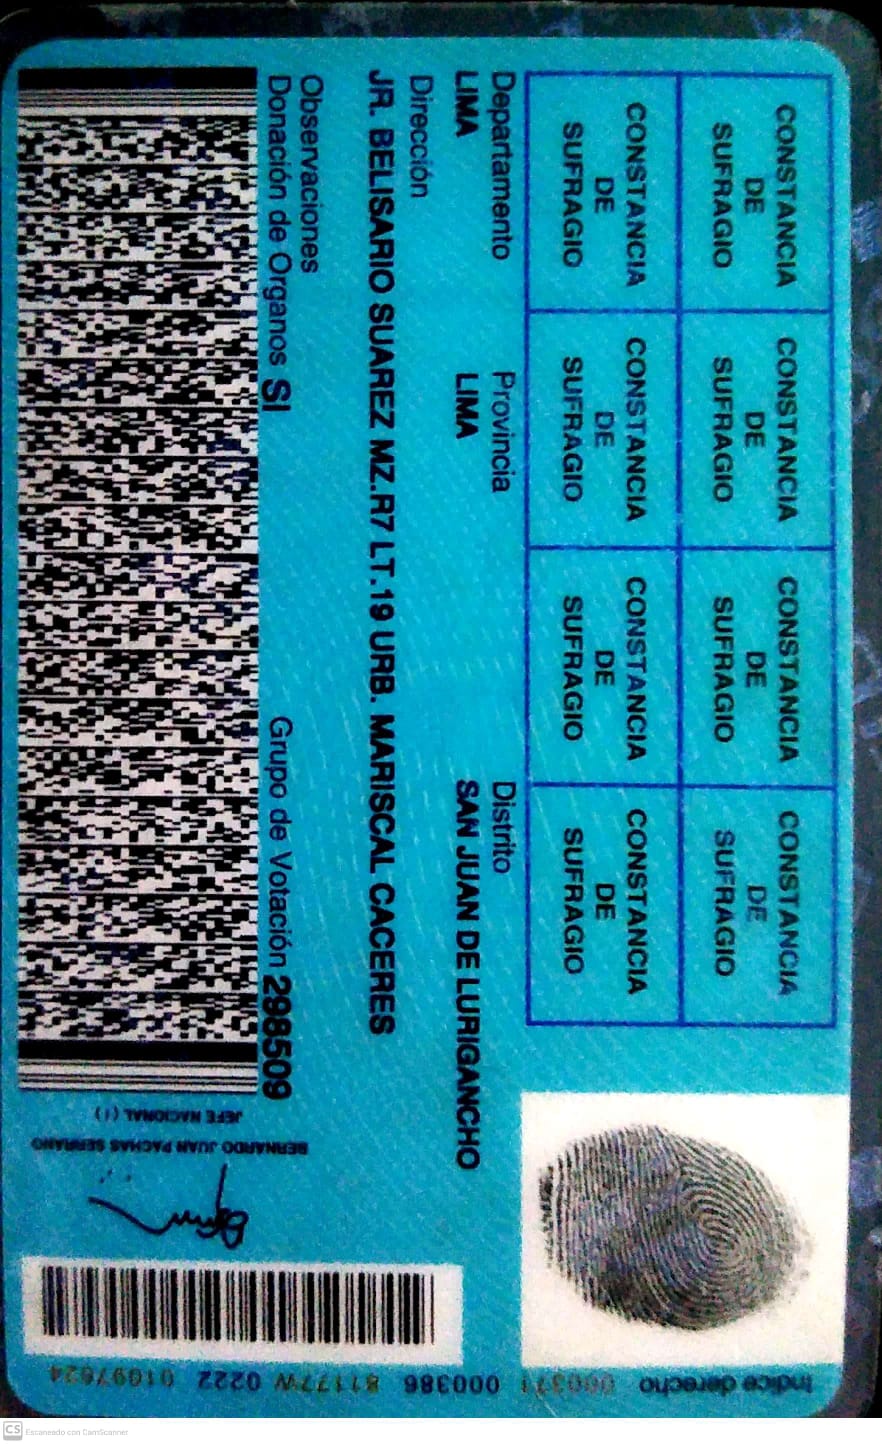 CONSTANCIA DE SUFRAGIO
CONSTANCIA DE SUFRAGIO
CONSTANCIA DE SUFRAGIO
CONSTANCIA DE SUFRAGIO
CONSTANCIA DE SUFRAGIO
CONSTANCIA DE SUFRAGIO
CONSTANCIA DE SUFRAGIO
CONSTANCIA DE SUFRAGIO
Departamento Provincia Distrito
LIMA LIMA SAN JUAN DE LURIGANCHO
Dirección
JR. BELISARIO SUAREZ MZ.R7 LT.19 URB. MARISCAL CACERES
Observaciones
Donación de Organos SI Grupo de Votación 298509
Indice derecho 000371 000386 81177W 0222 01097624
BERNARDO JUAN PACHAS SERRANO
JEFE NACIONAL (i)
CS Escaneado con CamScanner